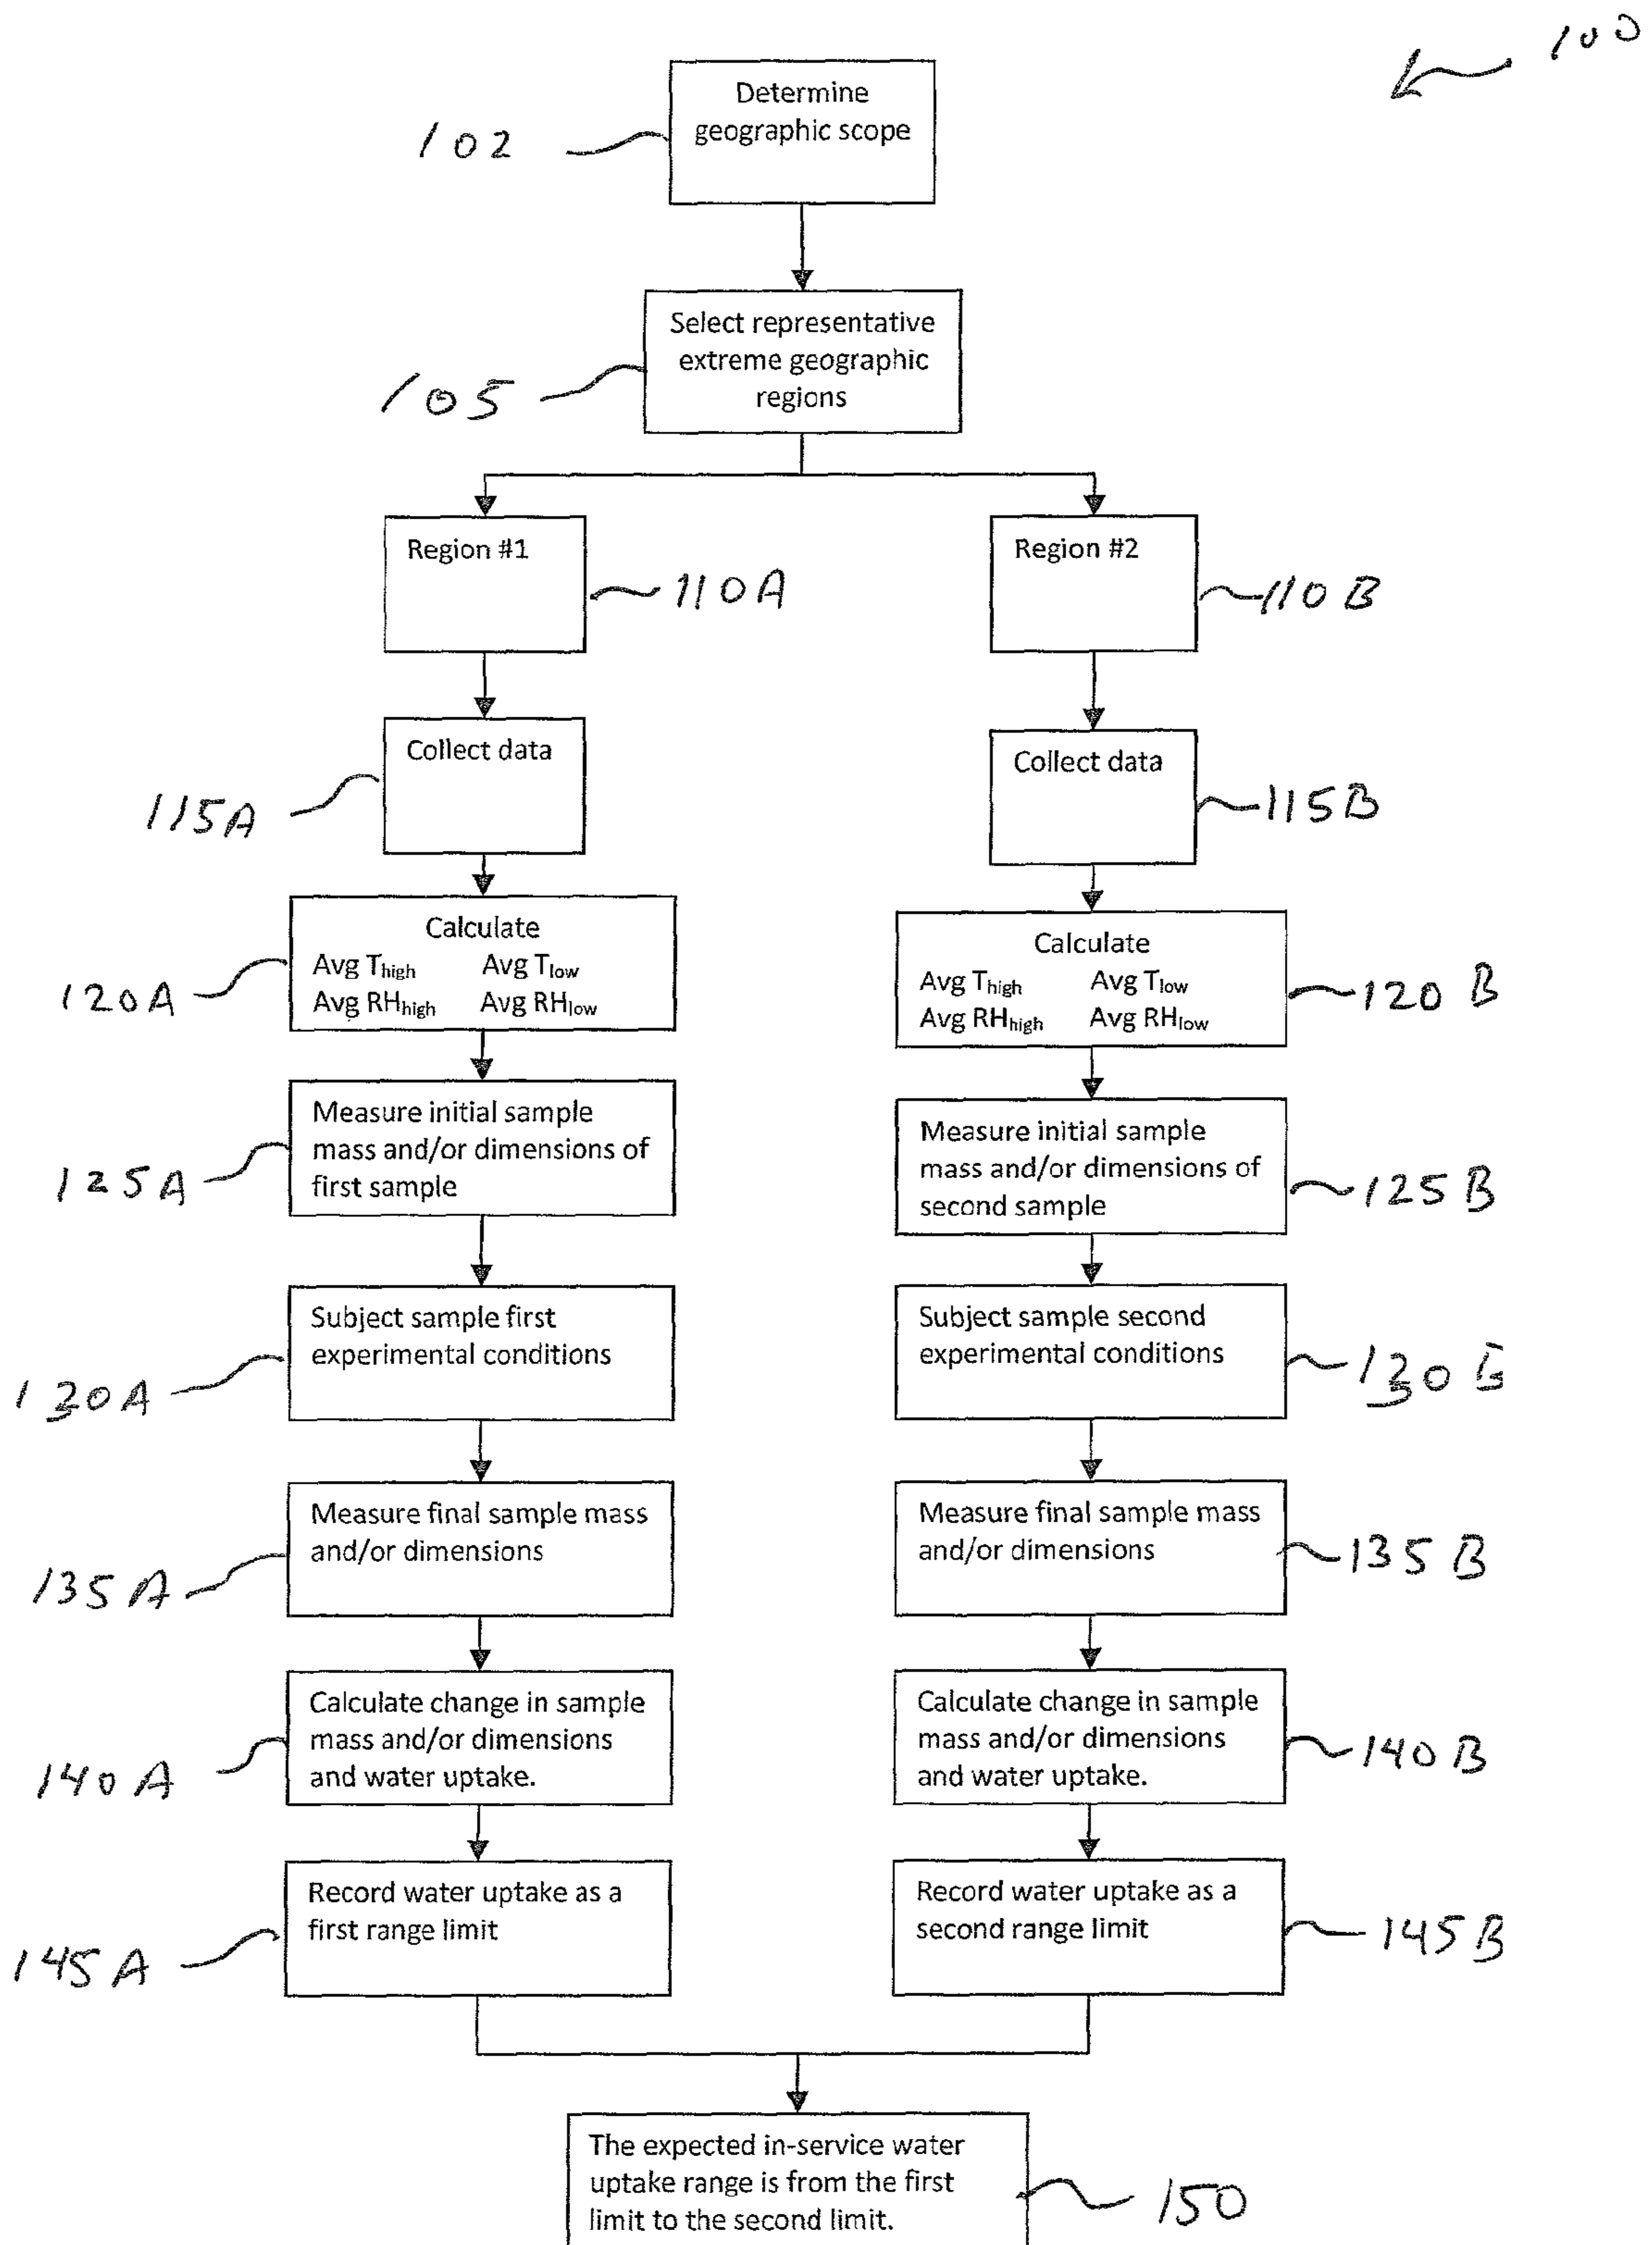 100
Determine
geographic scope
102
Select representative
extreme geographic
regions
105
Region #1
110A
Region #2
110B
Collect data
115A
Collect data
115B
Calculate
Avg Thigh Avg Tlow
Avg RHhigh Avg RHlow
120A
Calculate
Avg Thigh Avg Tlow
Avg RHhigh Avg RHlow
120B
Measure initial sample
mass and/or dimensions of
first sample
125A
Measure initial sample
mass and/or dimensions of
second sample
125B
Subject sample first
experimental conditions
130A
Subject sample second
experimental conditions
130B
Measure final sample mass
and/or dimensions
135A
Measure final sample mass
and/or dimensions
135B
Calculate change in sample
mass and/or dimensions
and water uptake.
140A
Calculate change in sample
mass and/or dimensions
and water uptake.
140B
Record water uptake as a
first range limit
145A
Record water uptake as a
second range limit
145B
The expected in-service water
uptake range is from the first
limit to the second limit.
150